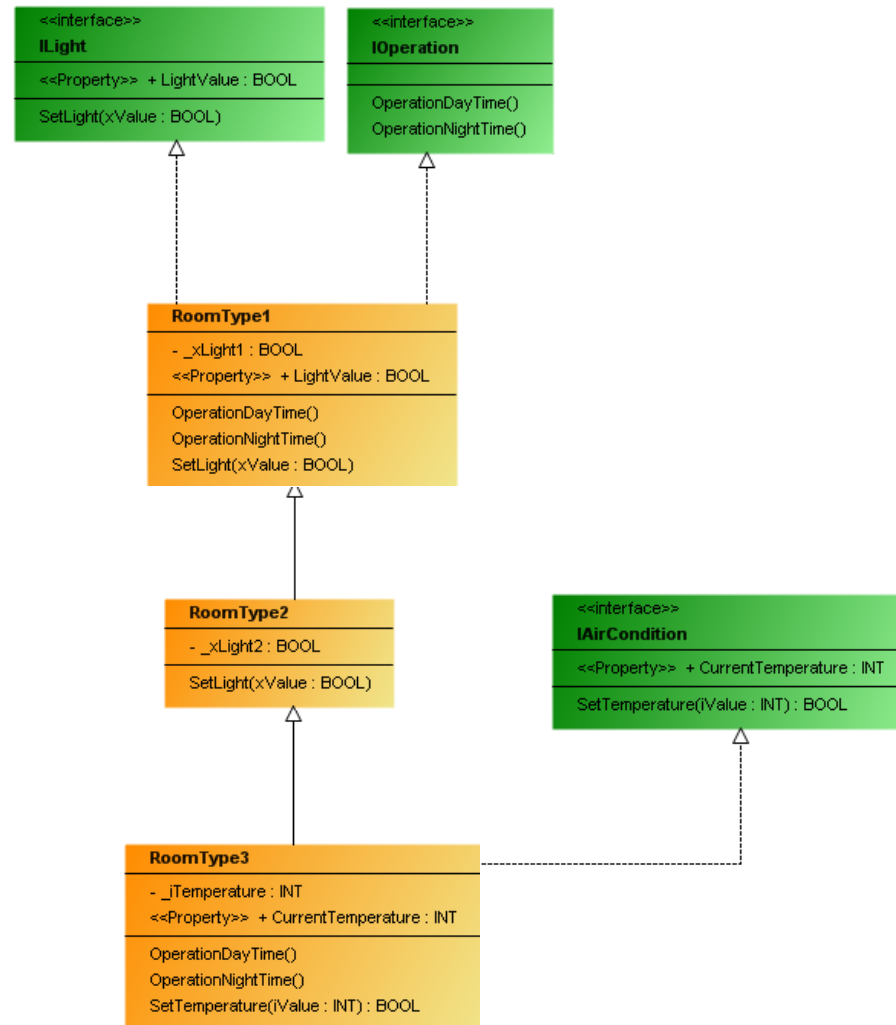 <<interface>>
ILight
<<Property>> + LightValue : BOOL
SetLight(xValue : BOOL)
<<interface>>
IOperation
OperationDayTime()
OperationNightTime()
RoomType1
- _xLight1 : BOOL
<<Property>> + LightValue : BOOL
OperationDayTime()
OperationNightTime()
SetLight(xValue : BOOL)
RoomType2
- _xLight2 : BOOL
SetLight(xValue : BOOL)
<<interface>>
IAirCondition
<<Property>> + CurrentTemperature : INT
SetTemperature(iValue : INT) : BOOL
RoomType3
- _iTemperature : INT
<<Property>> + CurrentTemperature : INT
OperationDayTime()
OperationNightTime()
SetTemperature(iValue : INT) : BOOL